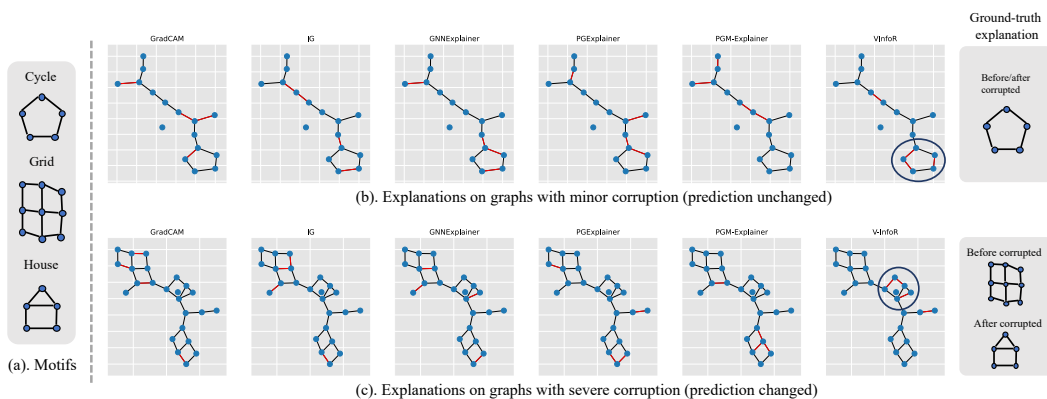 Cycle
Grid
House
(a). Motifs
GradCAM
IG
GNNExplainer
PGExplainer
PGM-Explainer
VInfoR
Ground-truth
explanation
Before/after
corrupted
(b). Explanations on graphs with minor corruption (prediction unchanged)
GradCAM
IG
GNNExplainer
PGExplainer
PGM-Explainer
V-InfoR
Before corrupted
After corrupted
(c). Explanations on graphs with severe corruption (prediction changed)